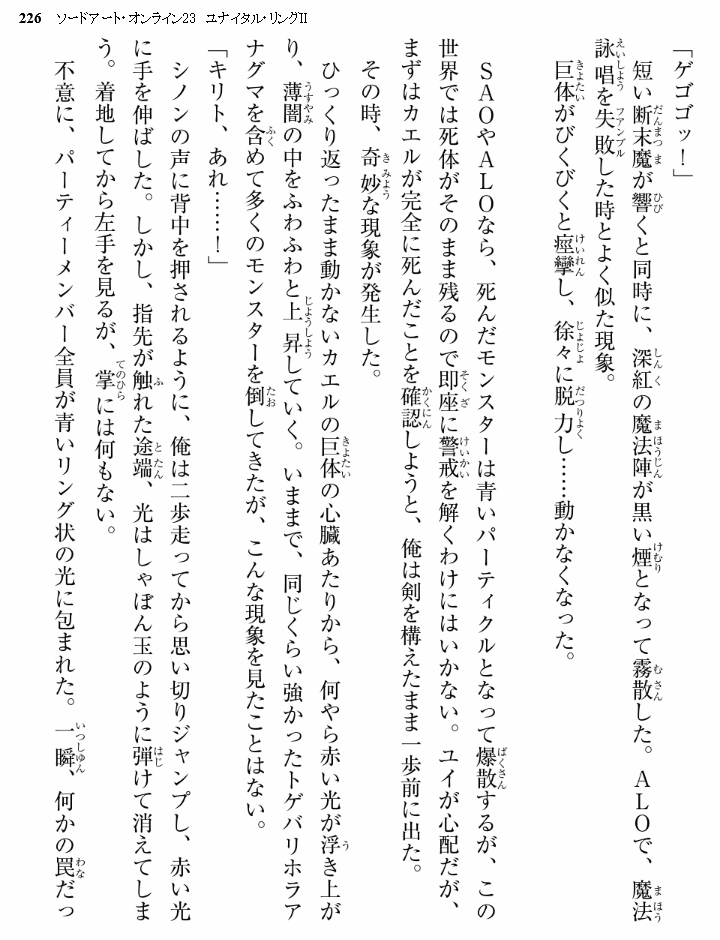 226　ソードアート・オンライン23　ユナイタル・リングⅡ
「ゲゴゴッ！」
　短い断末魔が響くと同時に、深紅の魔法陣が黒い煙となって霧散した。ＡＬＯで、魔法
詠唱を失敗した時とよく似た現象。
　巨体がびくびくと痙攣し、徐々に脱力し……動かなくなった。
　ＳＡＯやＡＬＯなら、死んだモンスターは青いパーティクルとなって爆散するが、この
世界では死体がそのまま残るので即座に警戒を解くわけにはいかない。ユイが心配だが、
まずはカエルが完全に死んだことを確認しようと、俺は剣を構えたまま一歩前に出た。
　その時、奇妙な現象が発生した。
　ひっくり返ったまま動かないカエルの巨体の心臓あたりから、何やら赤い光が浮き上が
り、薄闇の中をふわふわと上昇していく。いままで、同じくらい強かったトゲバリホラア
ナグマを含めて多くのモンスターを倒してきたが、こんな現象を見たことはない。
「キリト、あれ……！」
　シノンの声に背中を押されるように、俺は二歩走ってから思い切りジャンプし、赤い光
に手を伸ばした。しかし、指先が触れた途端、光はしゃぼん玉のように弾けて消えてしま
う。着地してから左手を見るが、掌には何もない。
　不意に、パーティーメンバー全員が青いリング状の光に包まれた。一瞬、何かの罠だっ